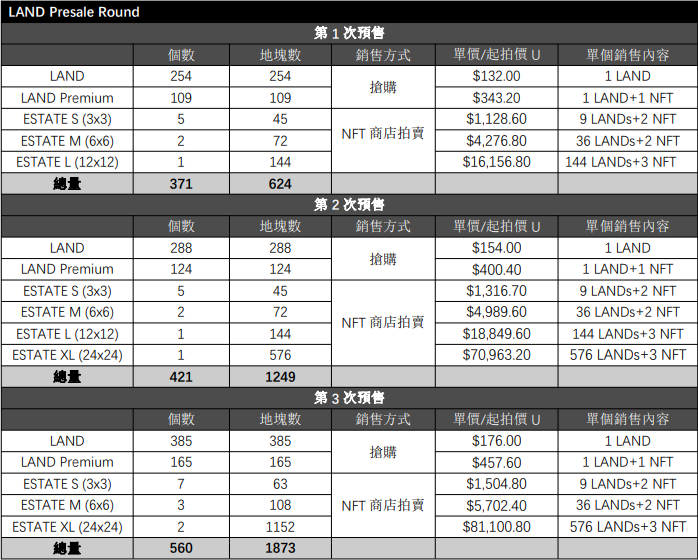 LAND Presale Round
第 1 次預售
個數 地塊數 銷售方式 單價/起拍價 U 單個銷售內容
LAND 254 254 搶購 $132.00 1 LAND
LAND Premium 109 109 $343.20 1 LAND+1 NFT
ESTATE S (3x3) 5 45 NFT 商店拍賣 $1,128.60 9 LANDs+2 NFT
ESTATE M (6x6) 2 72 $4,276.80 36 LANDs+2 NFT
ESTATE L (12x12) 1 144 $16,156.80 144 LANDs+3 NFT
總量 371 624
第 2 次預售
個數 地塊數 銷售方式 單價/起拍價 U 單個銷售內容
LAND 288 288 搶購 $154.00 1 LAND
LAND Premium 124 124 $400.40 1 LAND+1 NFT
ESTATE S (3x3) 5 45 NFT 商店拍賣 $1,316.70 9 LANDs+2 NFT
ESTATE M (6x6) 2 72 $4,989.60 36 LANDs+2 NFT
ESTATE L (12x12) 1 144 $18,849.60 144 LANDs+3 NFT
ESTATE XL (24x24) 1 576 $70,963.20 576 LANDs+3 NFT
總量 421 1249
第 3 次預售
個數 地塊數 銷售方式 單價/起拍價 U 單個銷售內容
LAND 385 385 搶購 $176.00 1 LAND
LAND Premium 165 165 $457.60 1 LAND+1 NFT
ESTATE S (3x3) 7 63 NFT 商店拍賣 $1,504.80 9 LANDs+2 NFT
ESTATE M (6x6) 3 108 $5,702.40 36 LANDs+2 NFT
ESTATE XL (24x24) 2 1152 $81,100.80 576 LANDs+3 NFT
總量 560 1873